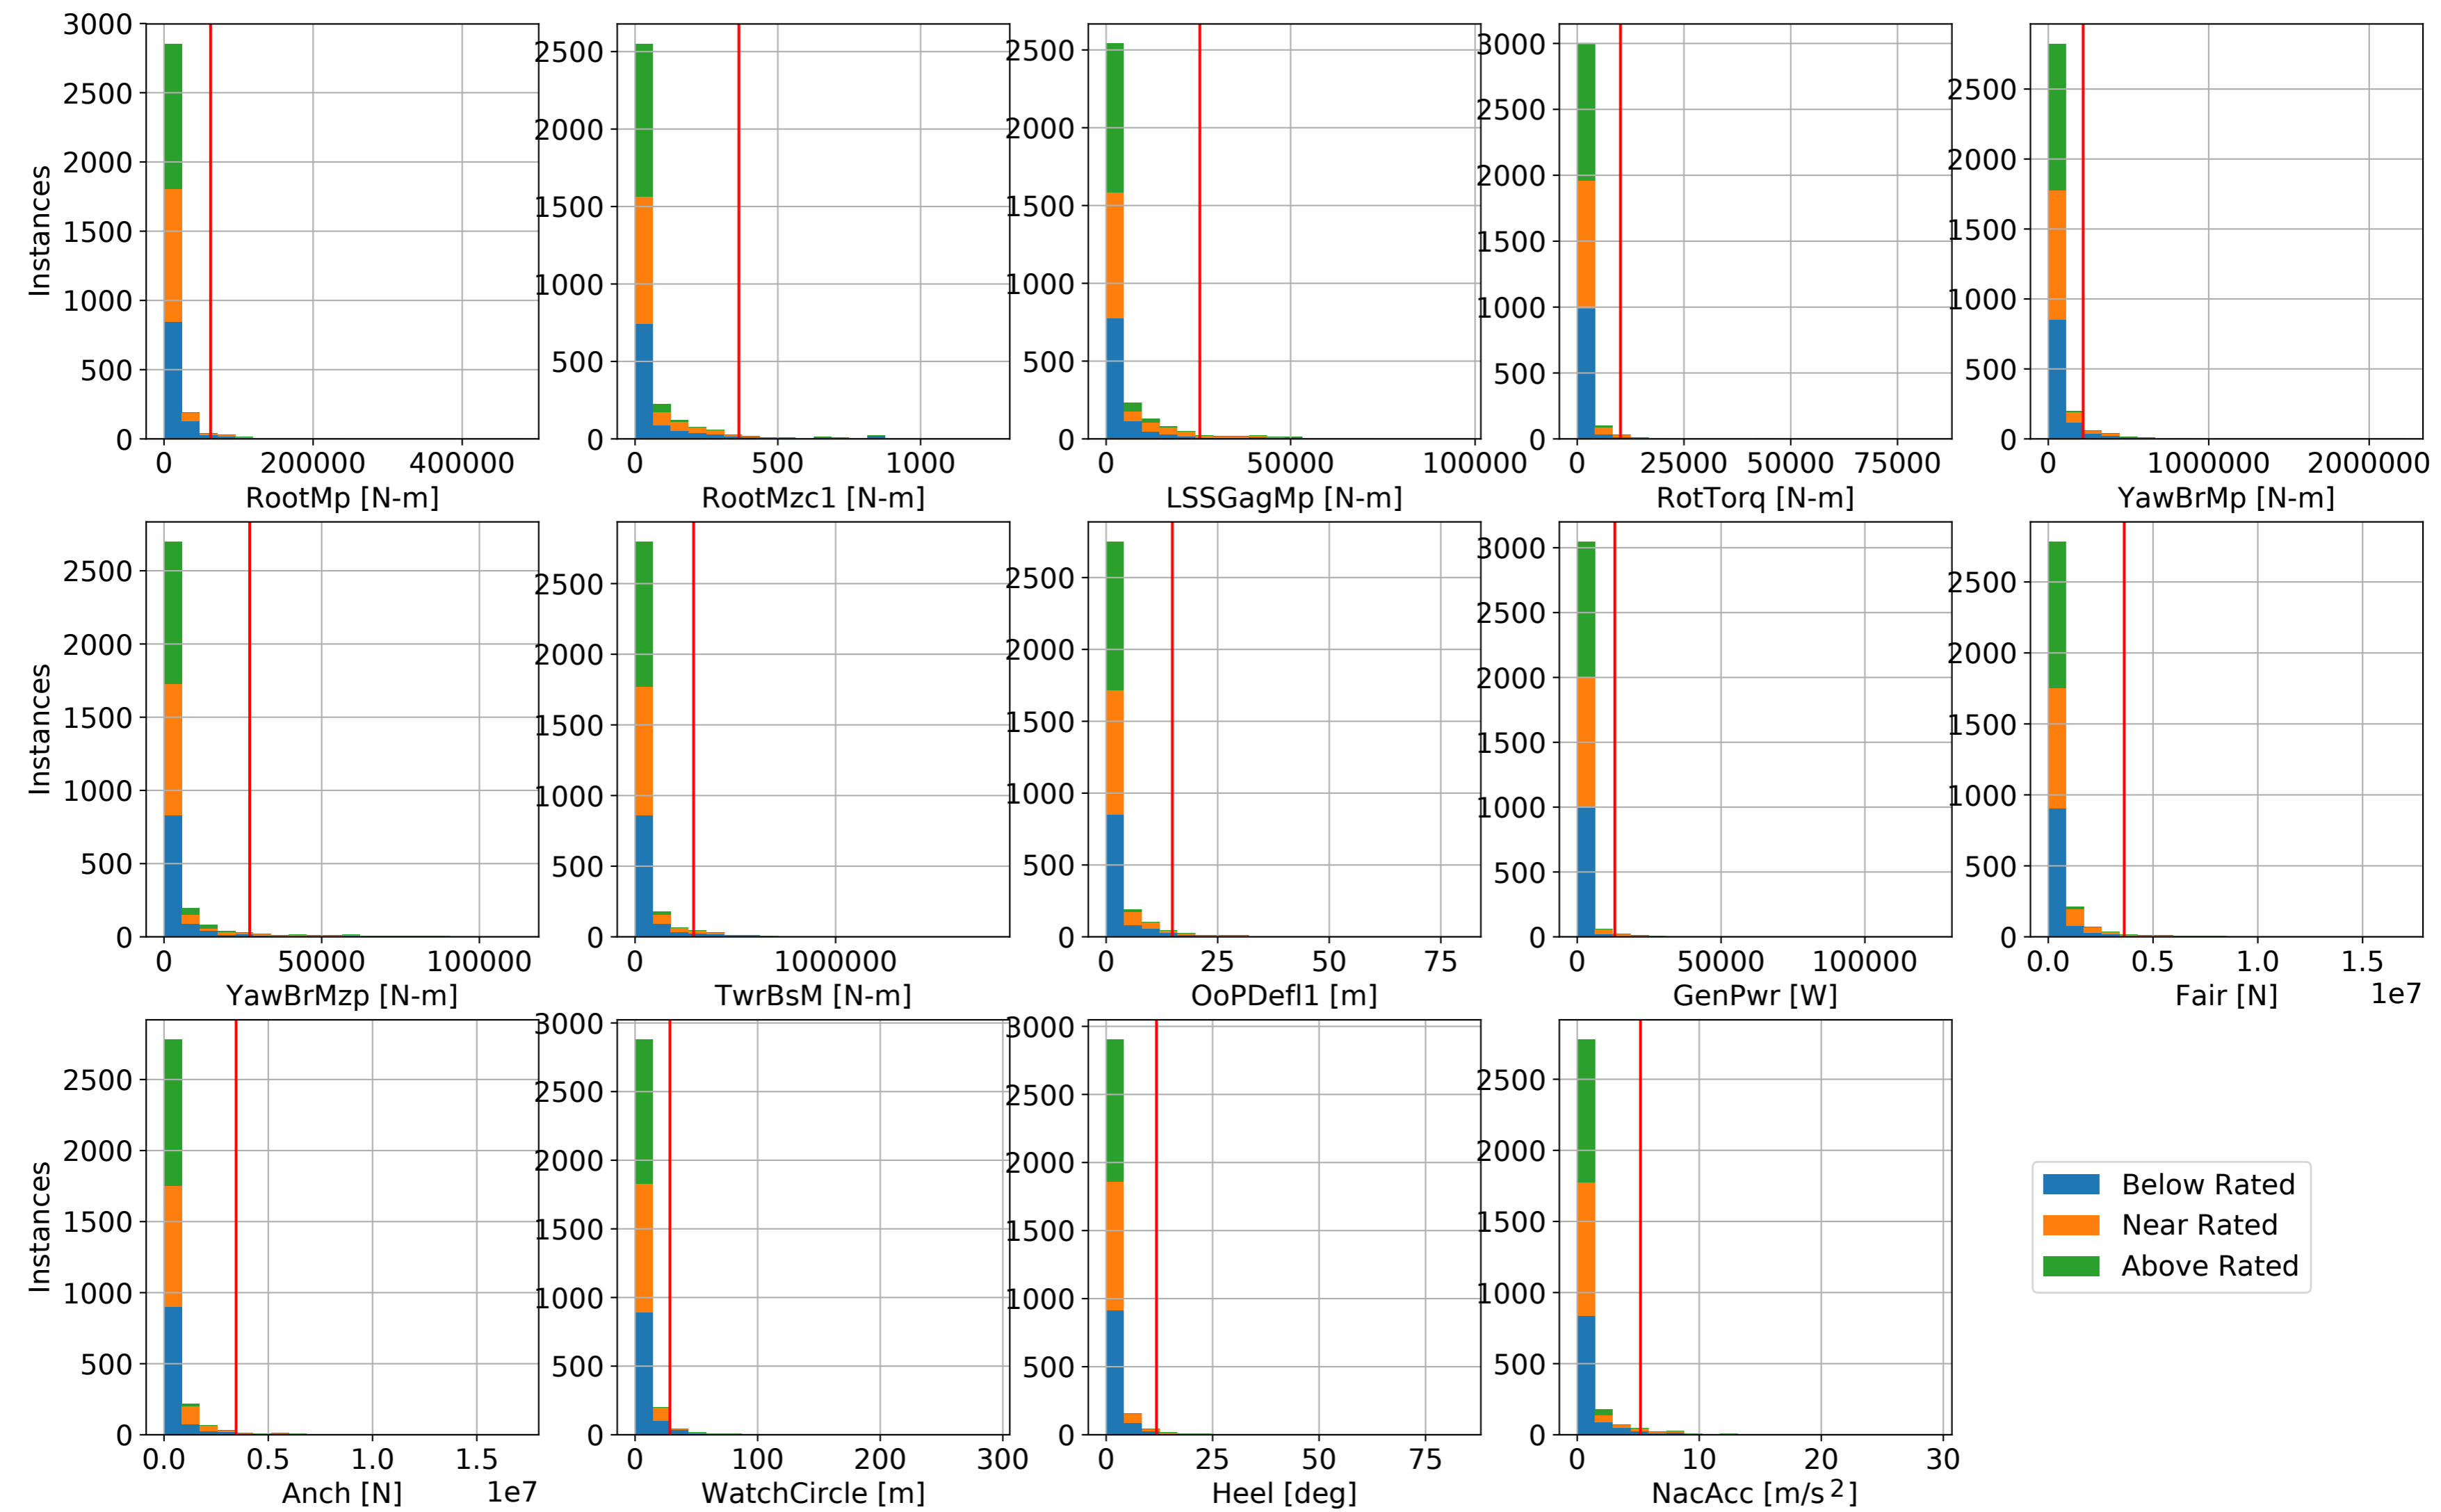 3000
2500
2000
1500
1000
500
0
Instances
0 200000 400000
RootMp [N-m]
2500
2000
1500
1000
500
0
0 500 1000
RootMzc1 [N-m]
2500
2000
1500
1000
500
0
0 50000 100000
LSSGagMp [N-m]
3000
2500
2000
1500
1000
500
0
0 25000 50000 75000
RotTorq [N-m]
2500
2000
1500
1000
500
0
0 1000000 2000000
YawBrMp [N-m]
2500
2000
1500
1000
500
0
Instances
0 50000 100000
YawBrMzp [N-m]
2500
2000
1500
1000
500
0
0 1000000
TwrBsM [N-m]
2500
2000
1500
1000
500
0
0 25 50 75
OoPDefl1 [m]
3000
2500
2000
1500
1000
500
0
0 50000 100000
GenPwr [W]
2500
2000
1500
1000
500
0
0.0 0.5 1.0 1.5
Fair [N] 1e7
2500
2000
1500
1000
500
0
Instances
0.0 0.5 1.0 1.5
Anch [N] 1e7
3000
2500
2000
1500
1000
500
0
0 100 200 300
WatchCircle [m]
3000
2500
2000
1500
1000
500
0
0 25 50 75
Heel [deg]
2500
2000
1500
1000
500
0
0 10 20 30
NacAcc [m/s²]
Below Rated
Near Rated
Above Rated